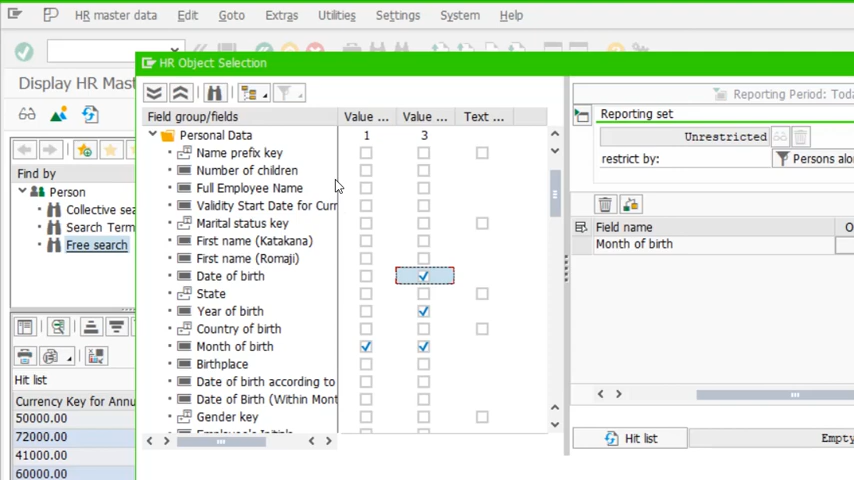 HR master data Edit Goto Extras Utilities Settings System Help
Display HR Mas
HR Object Selection
Reporting Period: Toda
Field group/fields Value ... Value ... Text ...
Reporting set
Personal Data 1 3
Unrestricted
Name prefix key
restrict by: Persons alo
Find by
Number of children
Person
Full Employee Name
Collective sea
Validity Start Date for Curr
Search Term
Marital status key
Field name O
Free search
First name (Katakana)
Month of birth
First name (Romaji)
Date of birth
State
Year of birth
Country of birth
Month of birth
Birthplace
Hit list
Date of birth according to
Currency Key for Annu
Date of Birth (Within Mont
50000.00
Gender key
72000.00
Employee's Initials
Hit list Empty
41000.00
60000.00